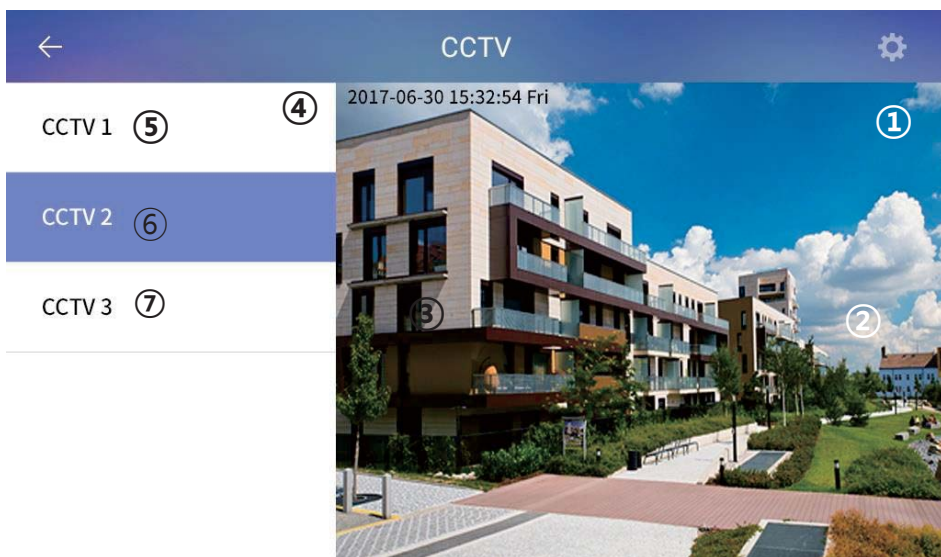 CCTV
④
2017-06-30 15:32:54 Fri
①
CCTV 1 ⑤
CCTV 2 ⑥
CCTV 3 ⑦
③
②